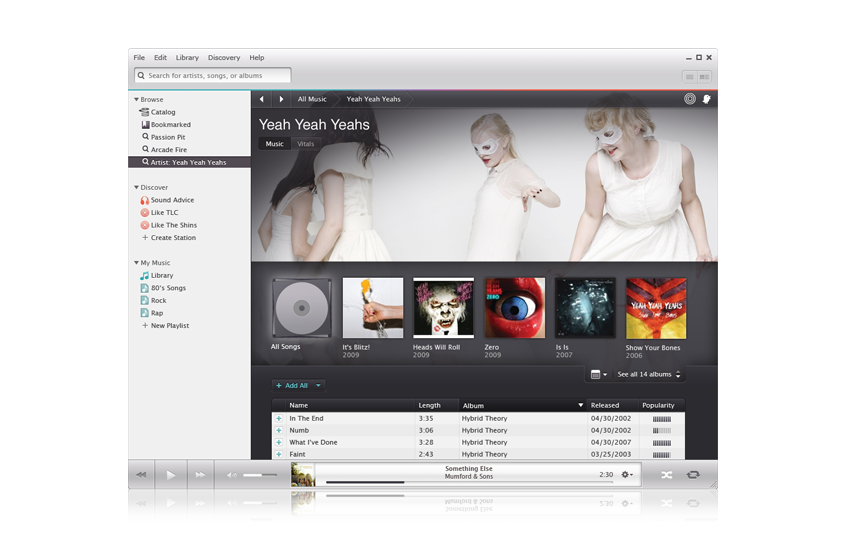 File Edit Library Discovery Help
Search for artists, songs, or albums
Browse
Catalog
Bookmarked
Passion Pit
Arcade Fire
Artist: Yeah Yeah Yeahs
Discover
Sound Advice
Like TLC
Like The Shins
+ Create Station
My Music
Library
80's Songs
Rock
Rap
+ New Playlist
All Music Yeah Yeah Yeahs
Yeah Yeah Yeahs
Music Vitals
ZERO
YEAH YEAH YEAHS
SHOW YOUR BONES
All Songs
It's Blitz!
2009
Heads Will Roll
2009
Zero
2009
Is Is
2007
Show Your Bones
2006
See all 14 albums
+ Add All
Name Length Album Released Popularity
+ In The End 3:35 Hybrid Theory 04/30/2002
+ Numb 3:06 Hybrid Theory 04/30/2002
+ What I've Done 3:28 Hybrid Theory 04/30/2007
+ Faint 2:43 Hybrid Theory 03/25/2003
Something Else
Mumford & Sons
2:30